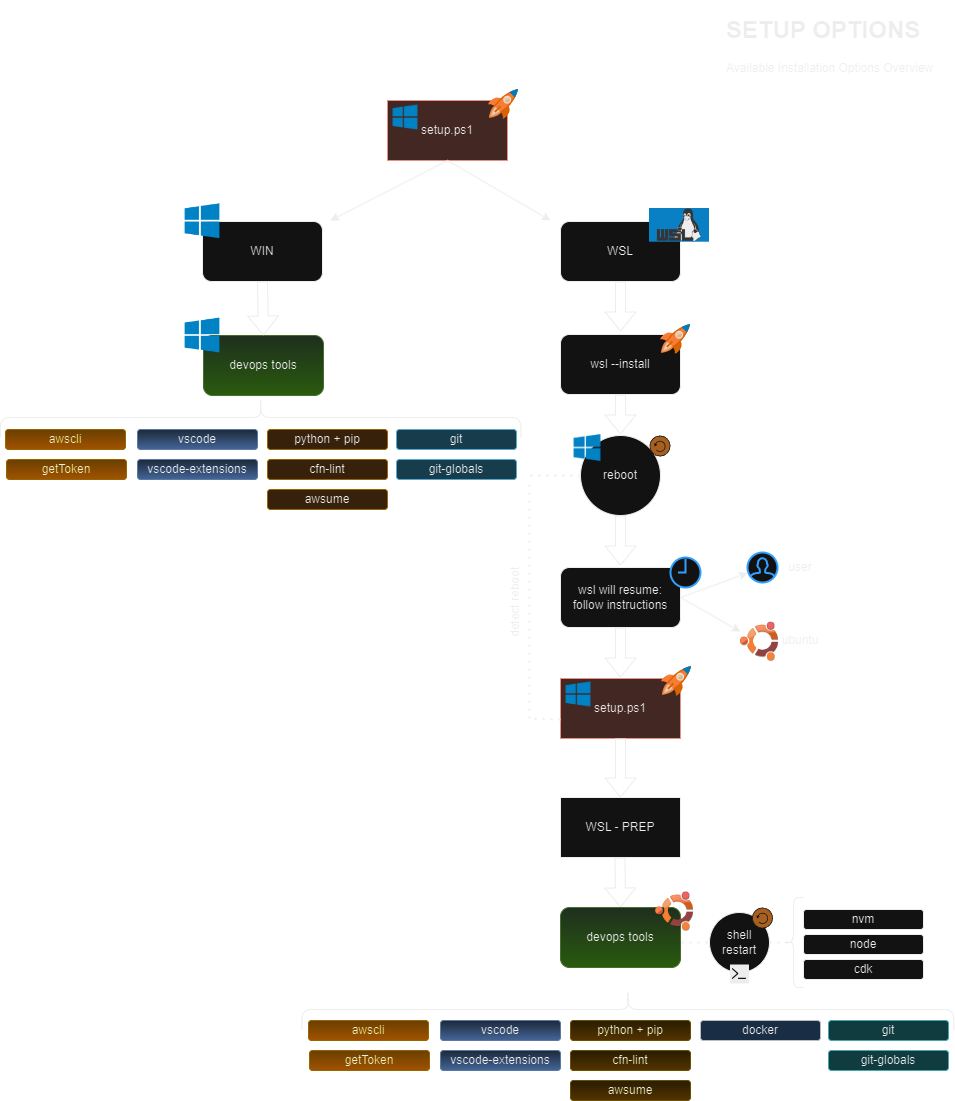 SETUP OPTIONS
Available Installation Options Overview
setup.ps1
WIN
WSL
WSL
devops tools
wsl --install
awscli
vscode
python + pip
git
getToken
vscode-extensions
cfn-lint
git-globals
awsume
reboot
detect reboot
wsl will resume:
follow instructions
user
ubuntu
setup.ps1
WSL - PREP
devops tools
shell
restart
nvm
node
cdk
awscli
vscode
python + pip
docker
git
getToken
vscode-extensions
cfn-lint
git-globals
awsume